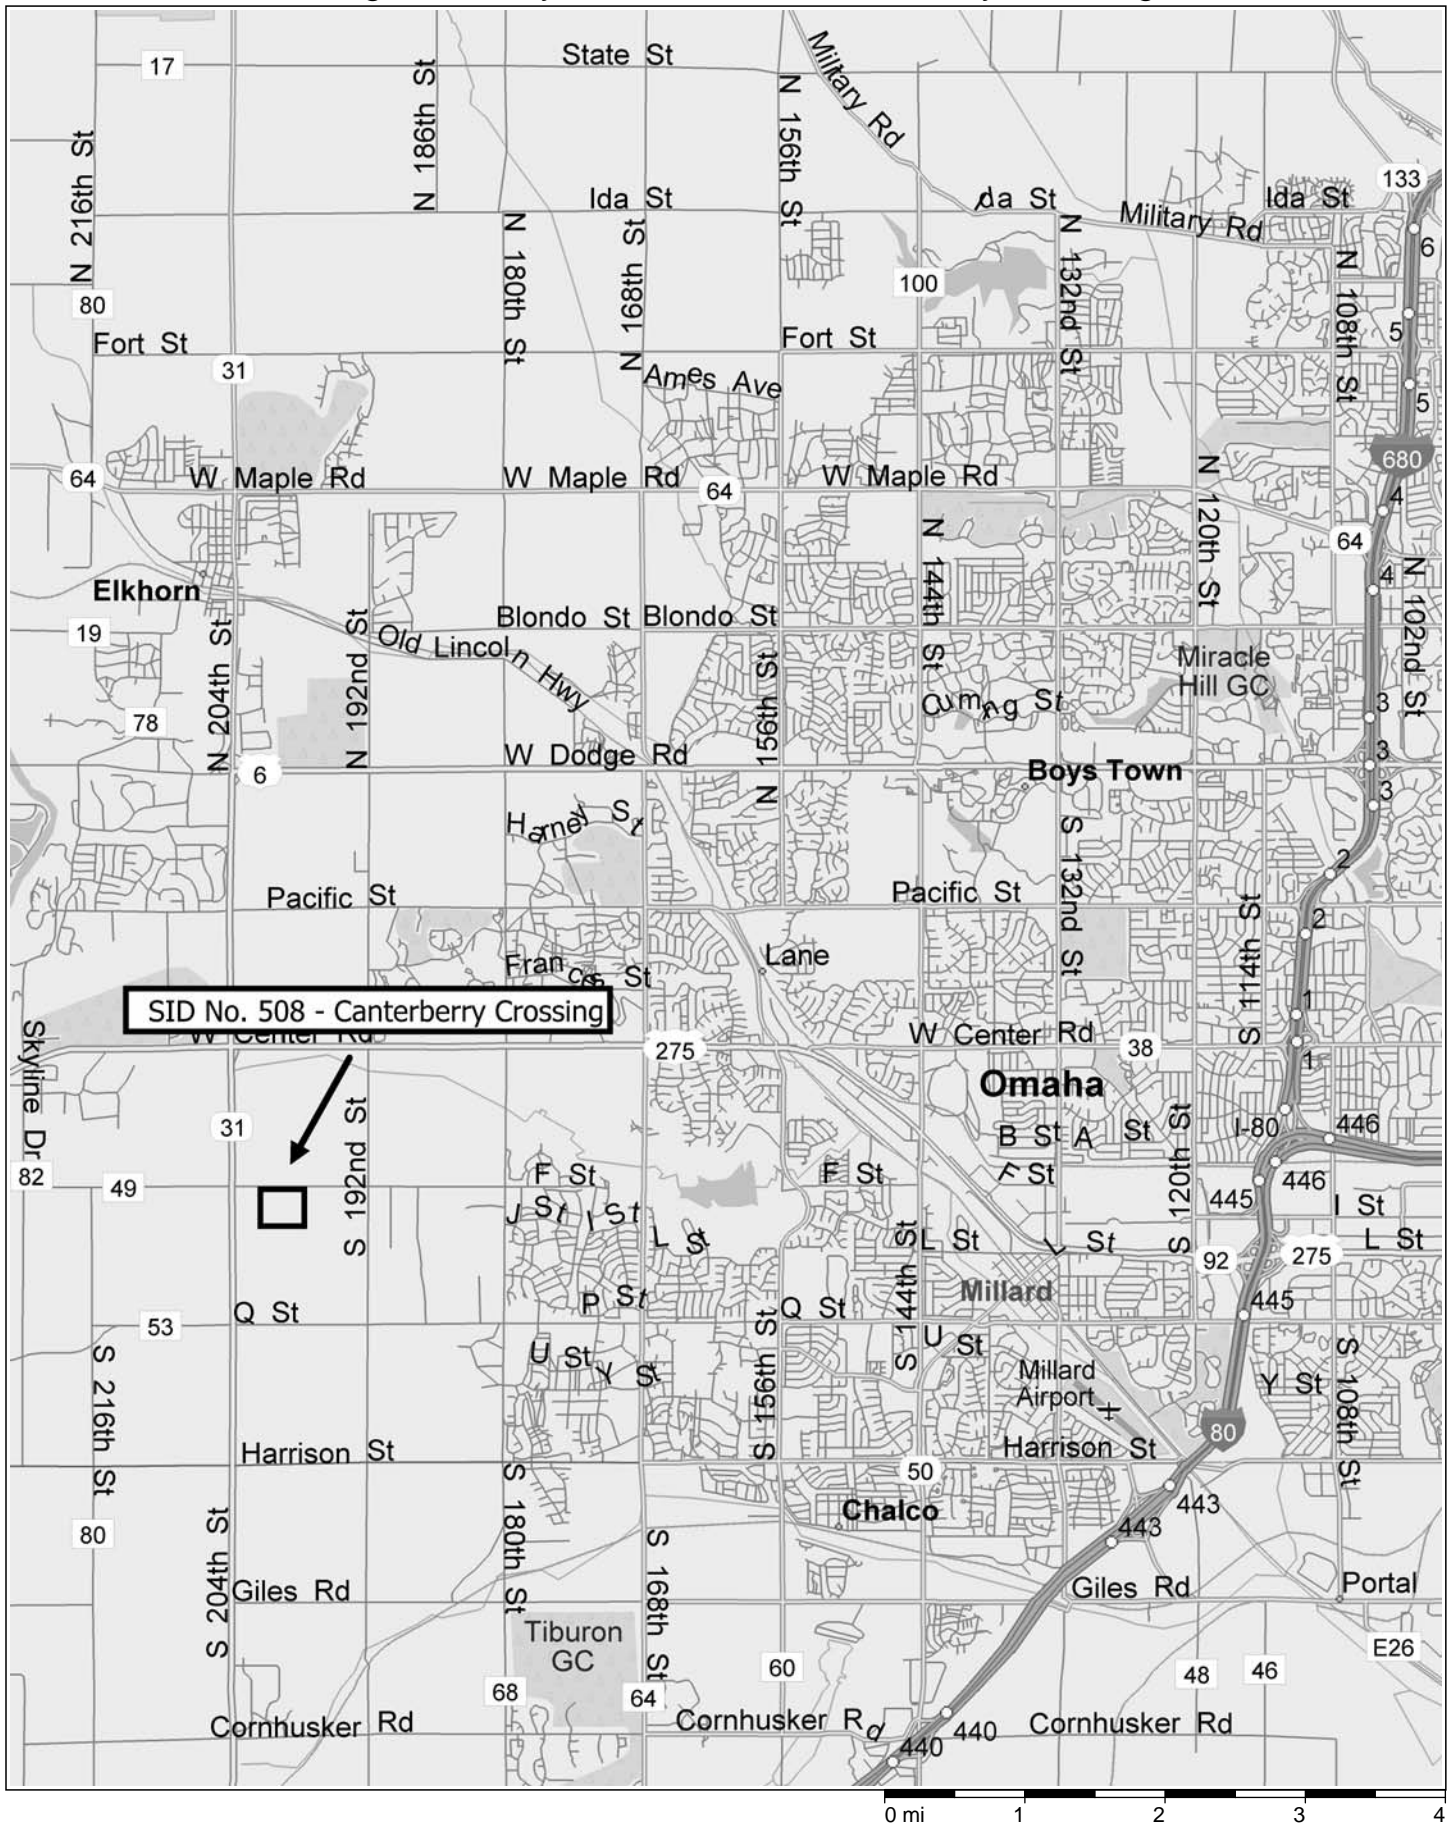 17
State St
Military Rd
N 186th St
N 156th St
N 216th St
133
Ida St
Ida St
Ida St
Military Rd
6
N 180th St
N 168th St
N 132nd St
N 108th St
80
100
5
Fort St
Fort St
31
Ames Ave
5
680
64
W Maple Rd
W Maple Rd
64
W Maple Rd
4
N 120th St
N 144th St
64
4
N 102nd St
Elkhorn
Blondo St
Blondo St
19
N 204th St
N 192nd St
Old Lincoln Hwy
N 156th St
Miracle
Hill GC
Cuming St
78
3
W Dodge Rd
3
6
Boys Town
3
Harney St
S 132nd St
2
Pacific St
Pacific St
S 114th St
2
Frances St
Lane
SID No. 508 - Canterberry Crossing
1
W Center Rd
W Center Rd
275
38
1
Skyline Dr
Omaha
31
S 192nd St
B St
A St
S 120th St
I-80
446
82
49
F St
F St
F St
446
445
J St
I St
I St
L St
S 144th St
L St
L St
L St
92
275
Millard
P St
445
53
Q St
Q St
S 156th St
U St
S 216th St
U St
Y St
Millard
Airport
Y St
S 108th St
80
Harrison St
Harrison St
50
S 180th St
443
Chalco
443
80
S 204th St
S 168th St
Giles Rd
Giles Rd
Portal
Tiburon
GC
E26
60
48
46
68
64
Cornhusker Rd
Cornhusker Rd
440
Cornhusker Rd
440
0 mi
1
2
3
4